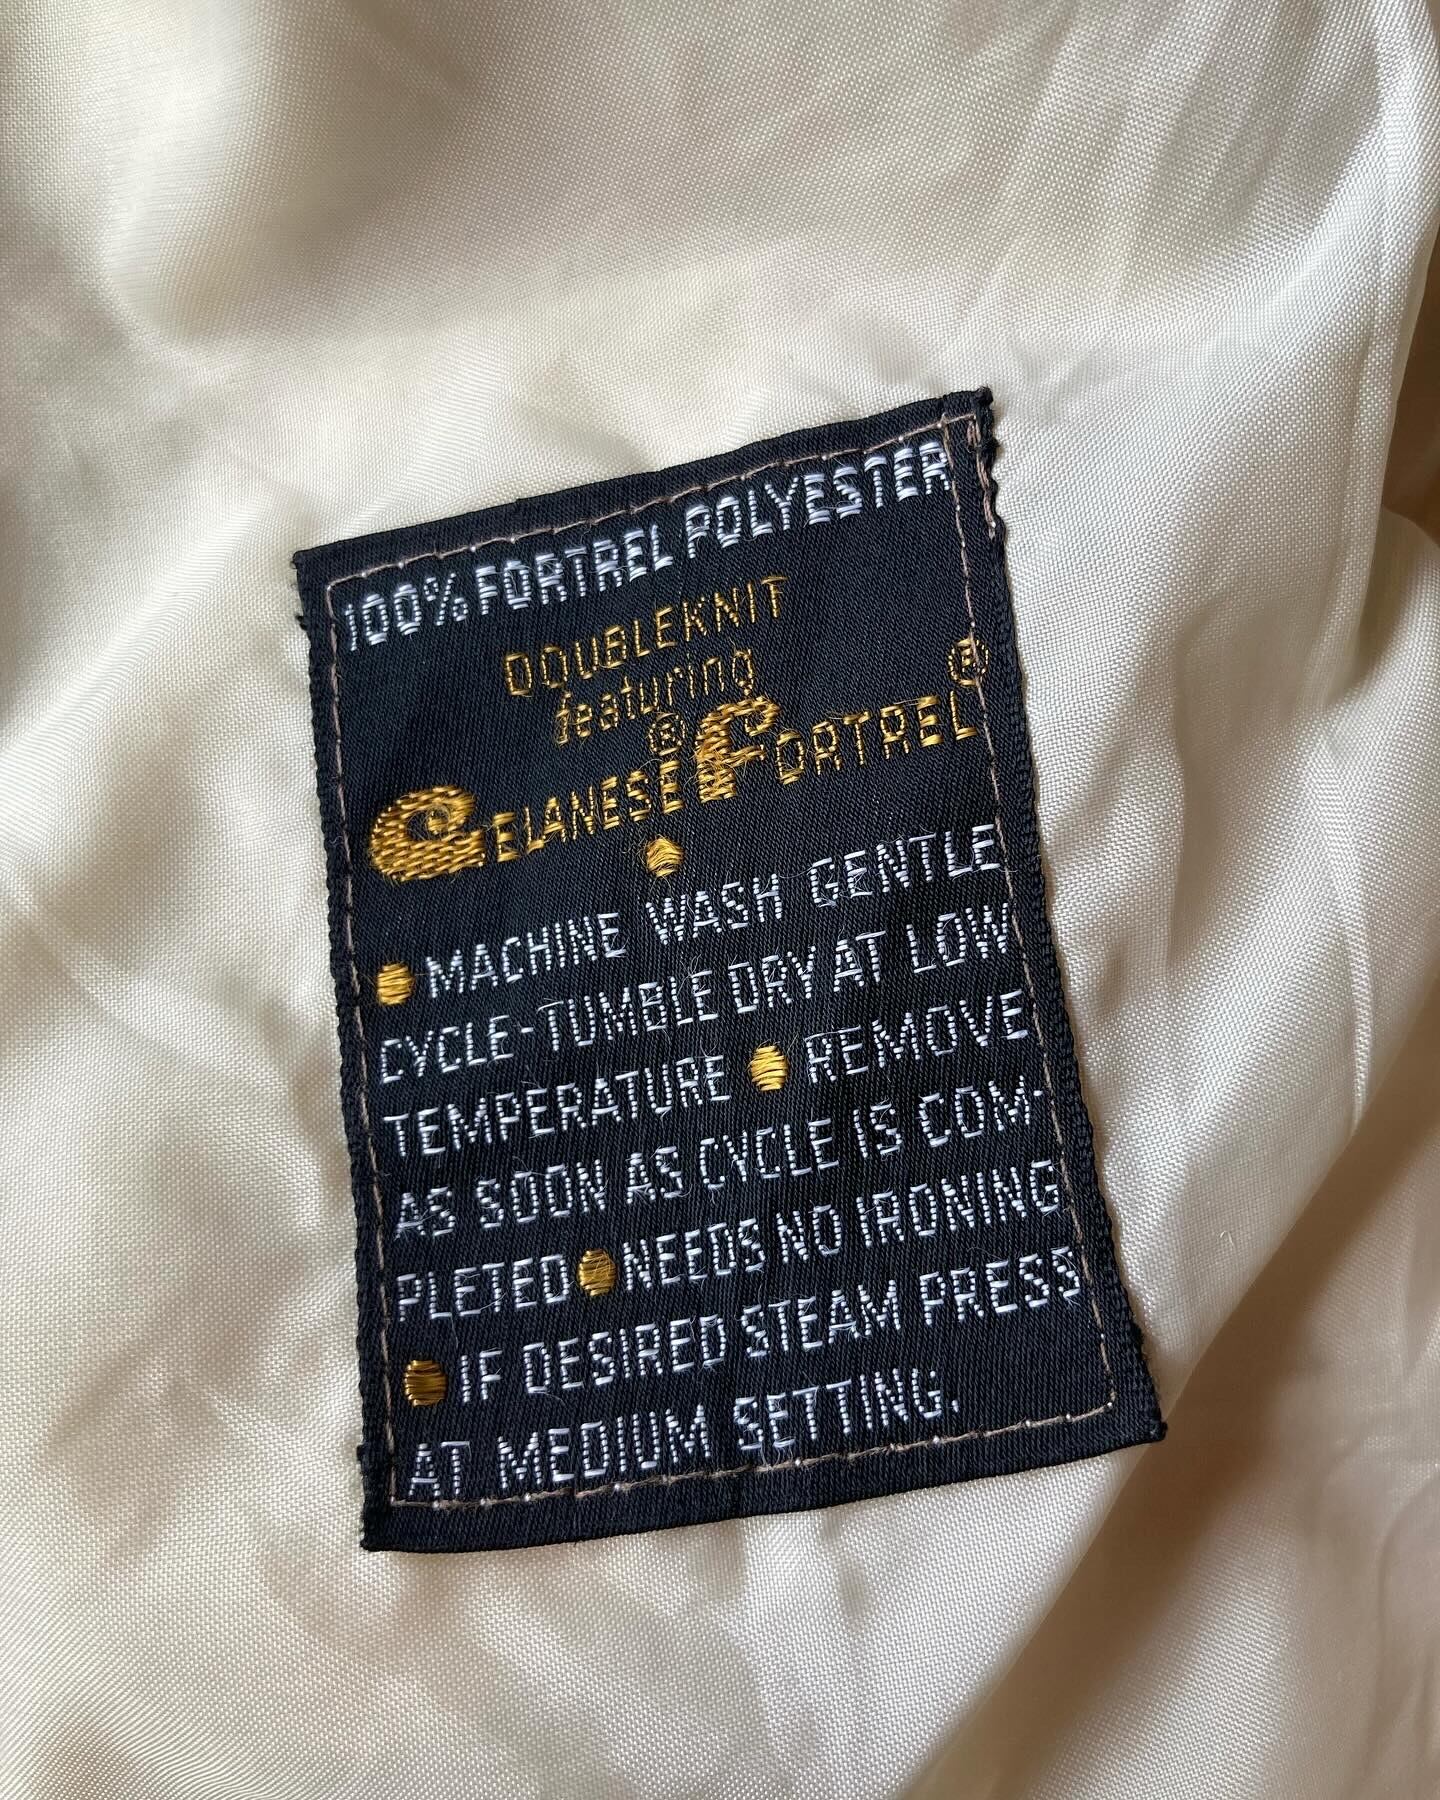 100% FORTREL POLYESTER
DOUBLEKNIT
featuring
CELANESE® FORTREL®
•
• MACHINE WASH GENTLE
CYCLE-TUMBLE DRY AT LOW
TEMPERATURE • REMOVE
AS SOON AS CYCLE IS COM-
PLETED • NEEDS NO IRONING
• IF DESIRED STEAM PRESS
AT MEDIUM SETTING.